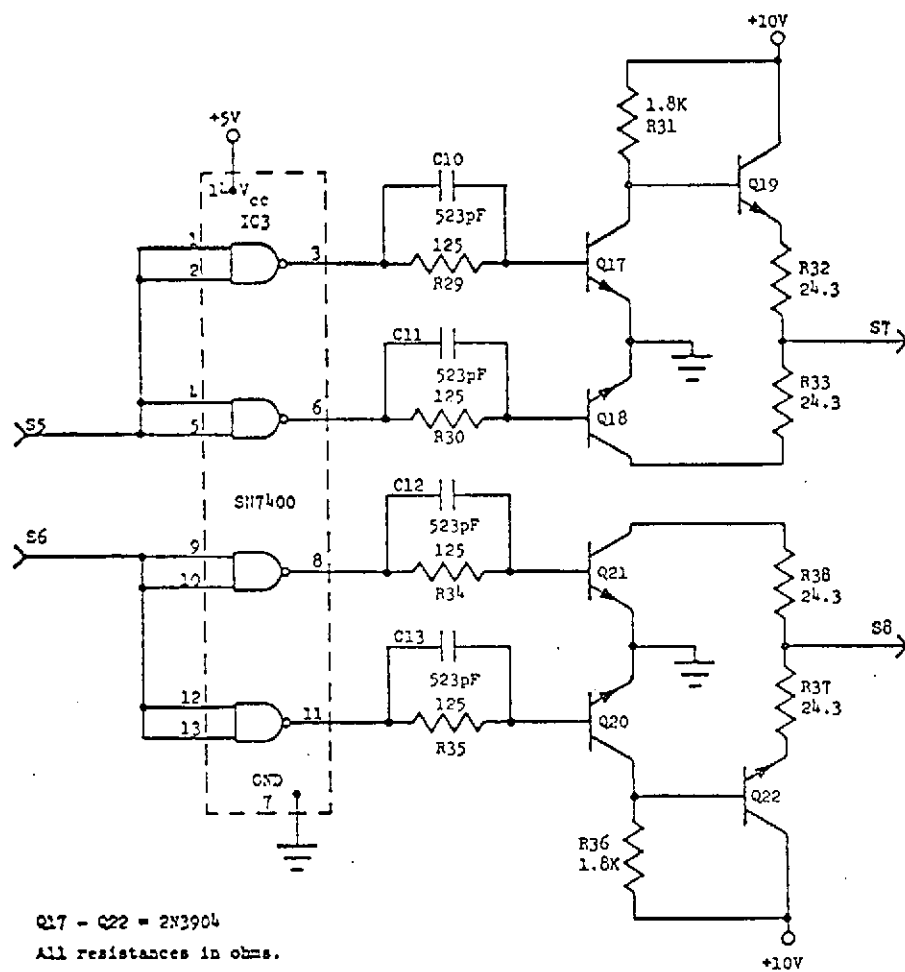 +10V
1.8K
R31
+5V
14 Vcc
IC3
C10
523pF
125
R29
Q19
Q17
R32
24.3
1
2
3
S7
C11
523pF
125
R30
R33
24.3
Q18
4
5
6
S5
SN7400
C12
523pF
125
R34
S6
9
10
8
Q21
R38
24.3
S8
C13
523pF
125
R35
R37
24.3
12
13
11
Q20
GND
7
Q22
R36
1.8K
Q17 - Q22 = 2N3904
All resistances in ohms.
+10V